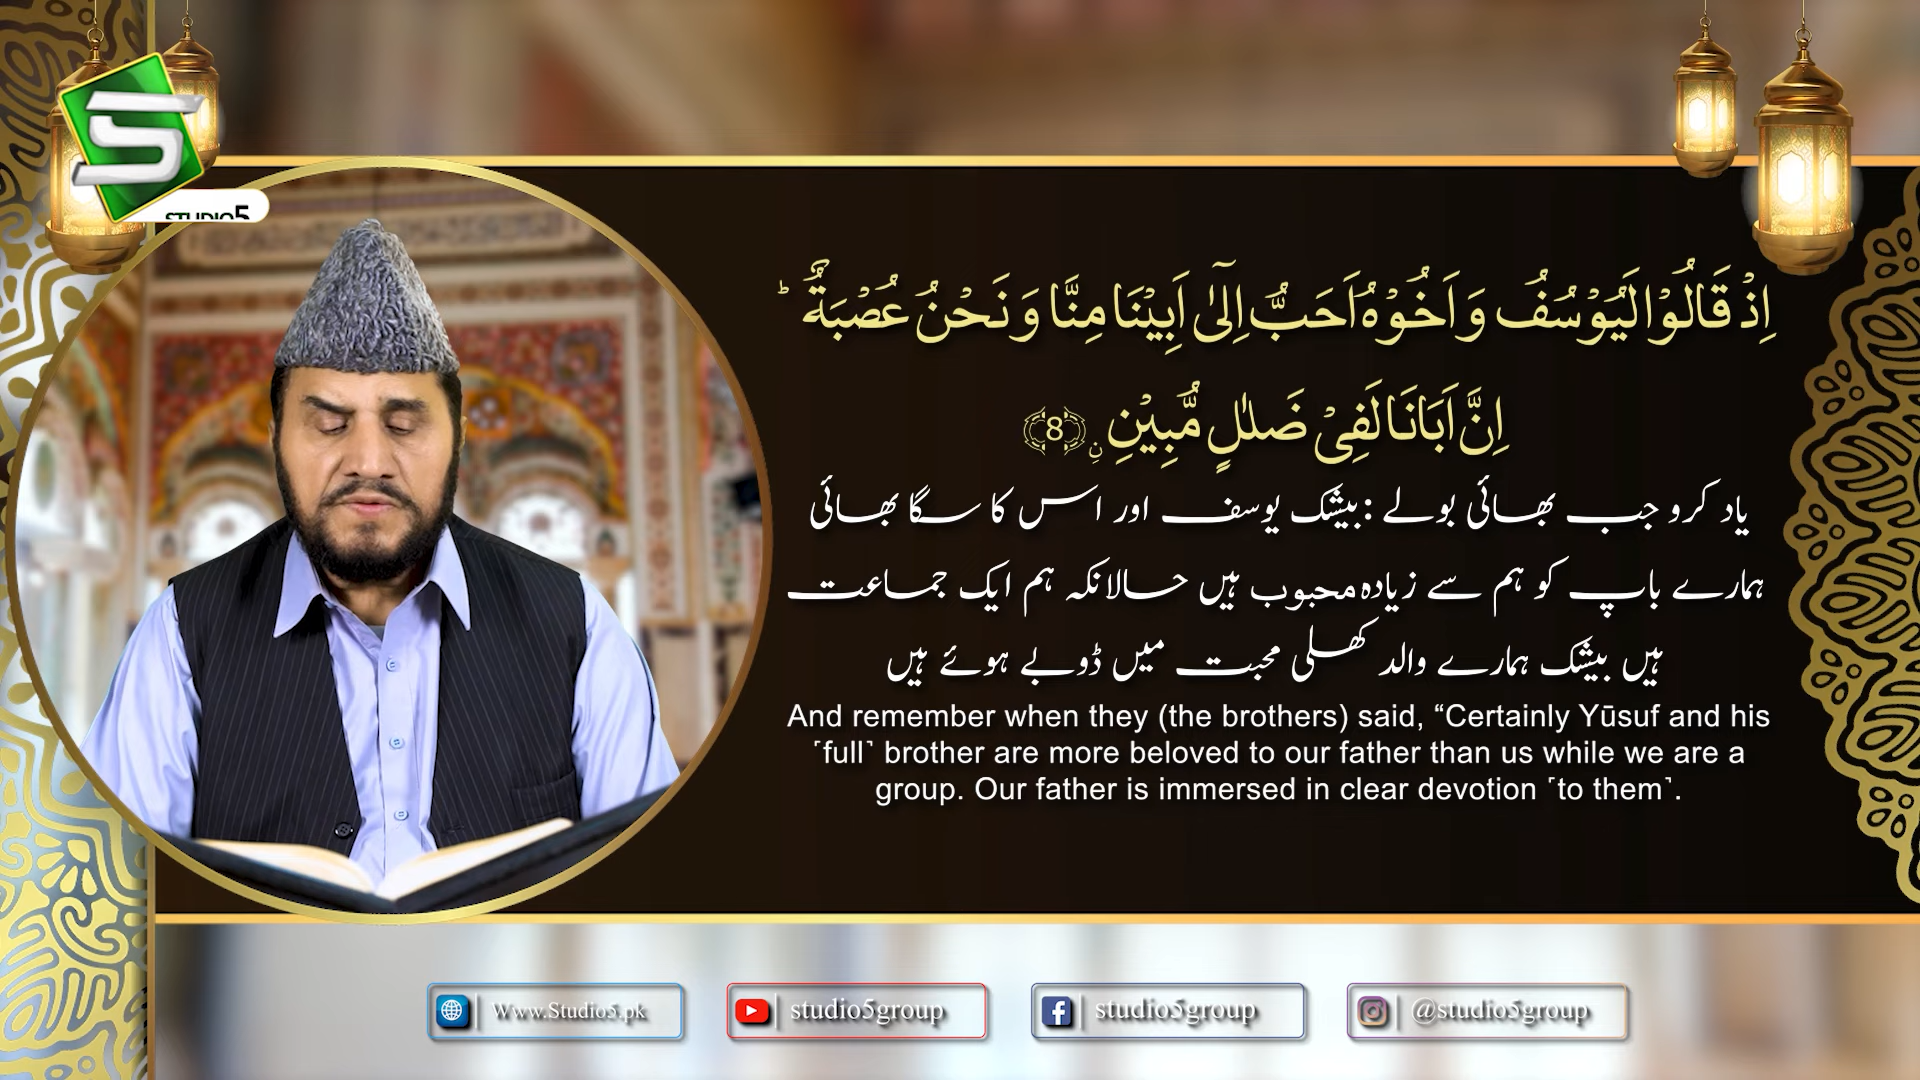 STUDIO5
اِذْ قَالُوْا لَيُوْسُفُ وَ اَخُوْهُ اَحَبُّ اِلٰۤى اَبِيْنَا مِنَّا وَ نَحْنُ عُصْبَةٌؕ
اِنَّ اَبَانَا لَفِيْ ضَلٰلٍ مُّبِيْنِۙ ﴿8﴾
یاد کرو جب بھائی بولے :بیشک یوسف اور اس کا سگا بھائی
ہمارے باپ کو ہم سے زیادہ محبوب ہیں حالانکہ ہم ایک جماعت
ہیں بیشک ہمارے والد کھلی محبت میں ڈوبے ہوئے ہیں
And remember when they (the brothers) said, “Certainly Yūsuf and his
˹full˺ brother are more beloved to our father than us while we are a
group. Our father is immersed in clear devotion ˹to them˺.
Www.Studio5.pk
studio5group
studio5group
@studio5group